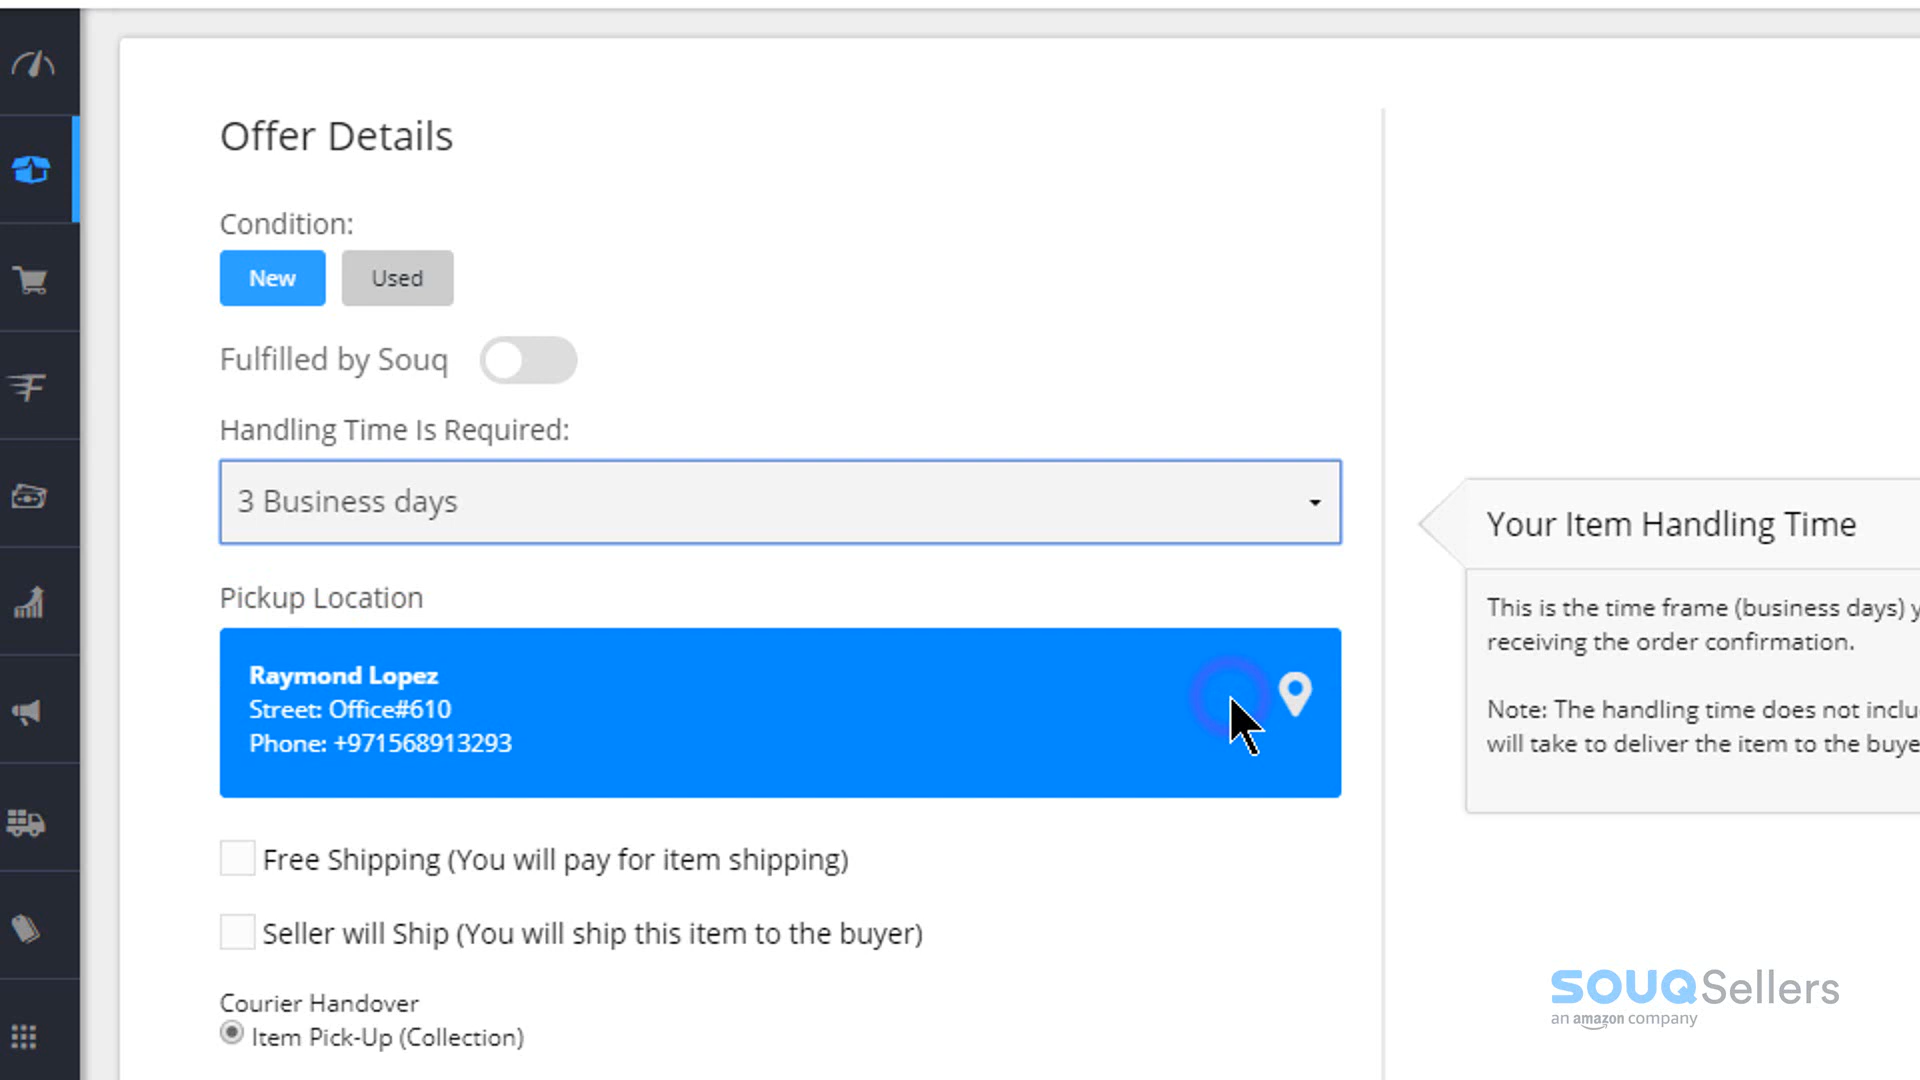 Offer Details
Condition:
New Used
Fulfilled by Souq
Handling Time Is Required:
3 Business days
Pickup Location
Raymond Lopez
Street: Office#610
Phone: +971568913293
Free Shipping (You will pay for item shipping)
Seller will Ship (You will ship this item to the buyer)
Courier Handover
Item Pick-Up (Collection)
Your Item Handling Time
This is the time frame (business days) y
receiving the order confirmation.
Note: The handling time does not inclu
will take to deliver the item to the buye
SOUQ Sellers
an amazon company